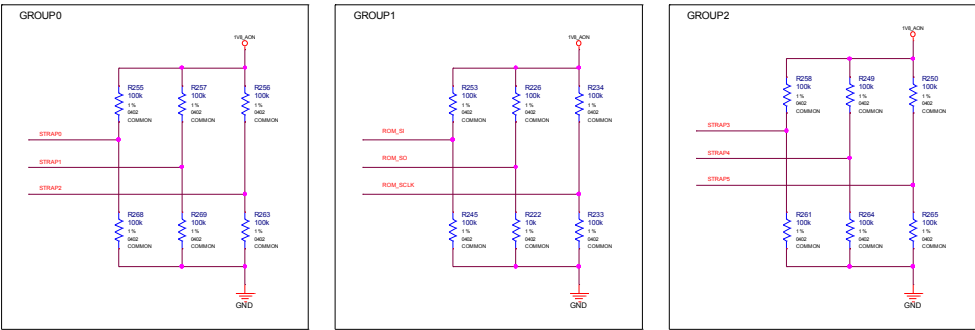 GROUP0
1V8_AON
R255
100k
1%
0402
COMMON
R257
100k
1%
0402
COMMON
R256
100k
1%
0402
COMMON
STRAP0
STRAP1
STRAP2
R268
100k
1%
0402
COMMON
R269
100k
1%
0402
COMMON
R263
100k
1%
0402
COMMON
GND
GROUP1
1V8_AON
R253
100k
1%
0402
COMMON
R226
100k
1%
0402
COMMON
R234
100k
1%
0402
COMMON
ROM_SI
ROM_SO
ROM_SCLK
R245
100k
1%
0402
COMMON
R222
10k
1%
0402
COMMON
R233
100k
1%
0402
COMMON
GND
GROUP2
1V8_AON
R258
100k
1%
0402
COMMON
R249
100k
1%
0402
COMMON
R250
100k
1%
0402
COMMON
STRAP3
STRAP4
STRAP5
R261
100k
1%
0402
COMMON
R264
100k
1%
0402
COMMON
R265
100k
1%
0402
COMMON
GND